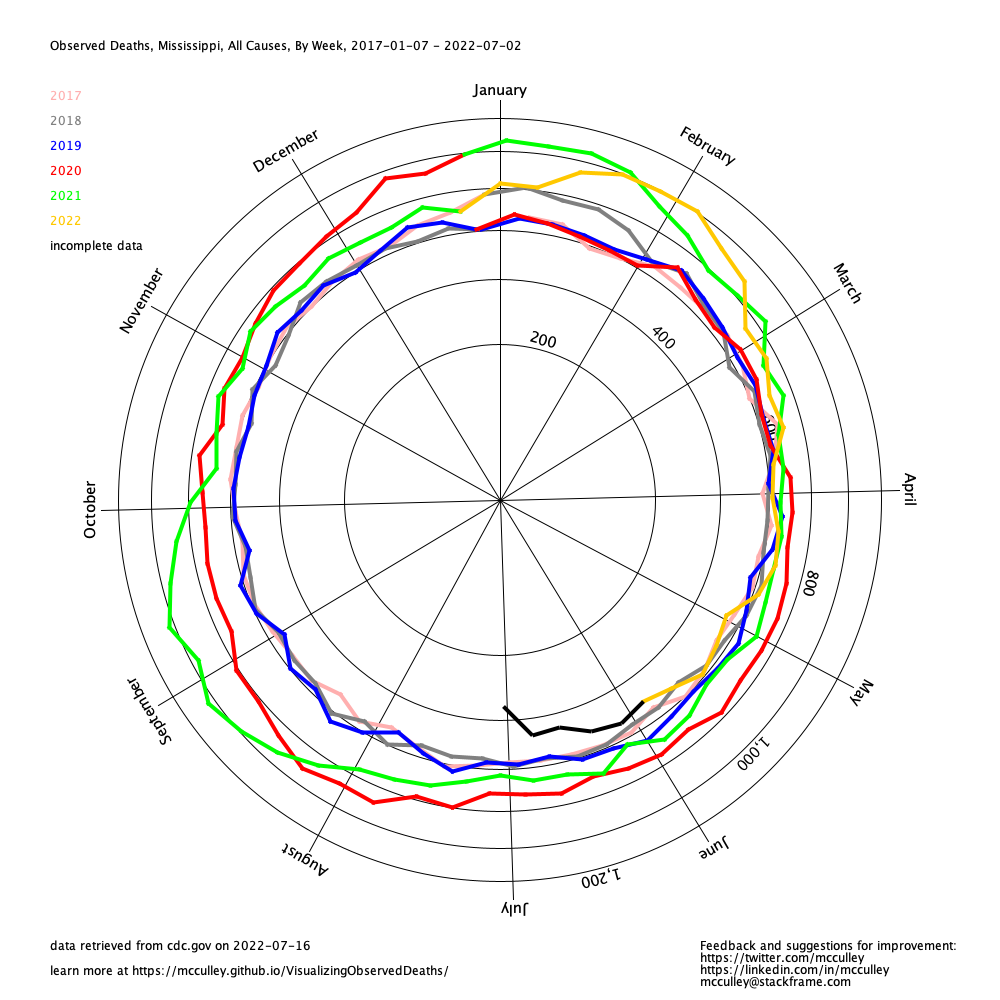 Observed Deaths, Mississippi, All Causes, By Week, 2017-01-07 - 2022-07-02
2017
2018
2019
2020
2021
2022
incomplete data
January
February
March
April
May
June
July
August
September
October
November
December
200
400
600
800
1,000
1,200
data retrieved from cdc.gov on 2022-07-16
learn more at https://mcculley.github.io/VisualizingObservedDeaths/
Feedback and suggestions for improvement:
https://twitter.com/mcculley
https://linkedin.com/in/mcculley
mcculley@stackframe.com